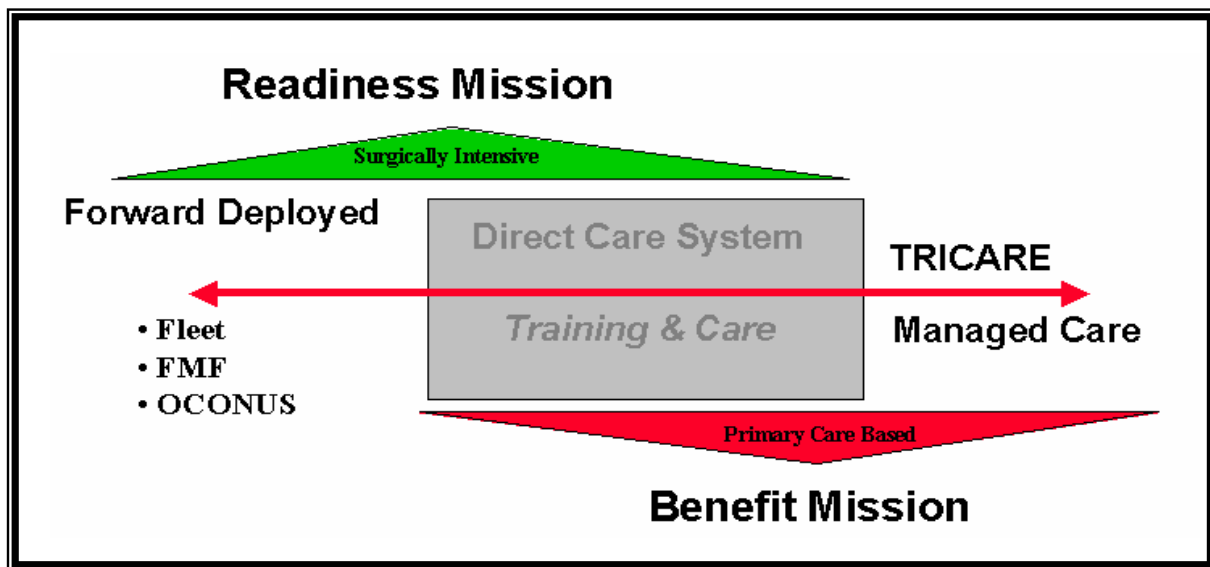 Readiness Mission
Surgically Intensive
Forward Deployed
Direct Care System
TRICARE
Training & Care
Managed Care
• Fleet
• FMF
• OCONUS
Primary Care Based
Benefit Mission